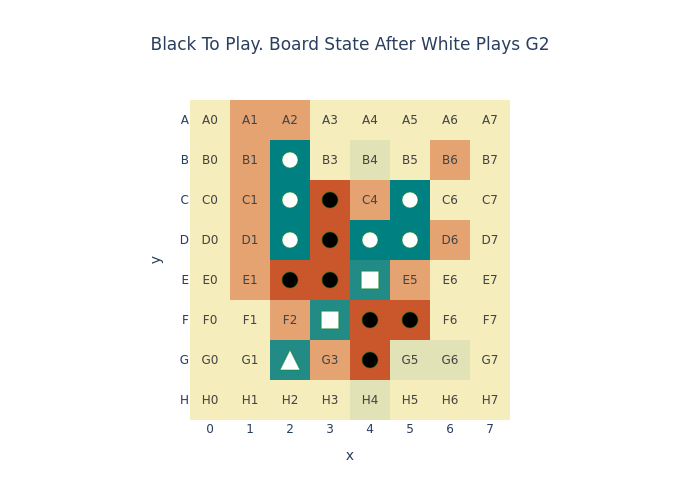 Black To Play. Board State After White Plays G2
A A0 A1 A2 A3 A4 A5 A6 A7
B B0 B1 B3 B4 B5 B6 B7
C C0 C1 C4 C6 C7
D D0 D1 D6 D7
E E0 E1 E5 E6 E7
F F0 F1 F2 F6 F7
G G0 G1 G3 G5 G6 G7
H H0 H1 H2 H3 H4 H5 H6 H7
0 1 2 3 4 5 6 7
x
y